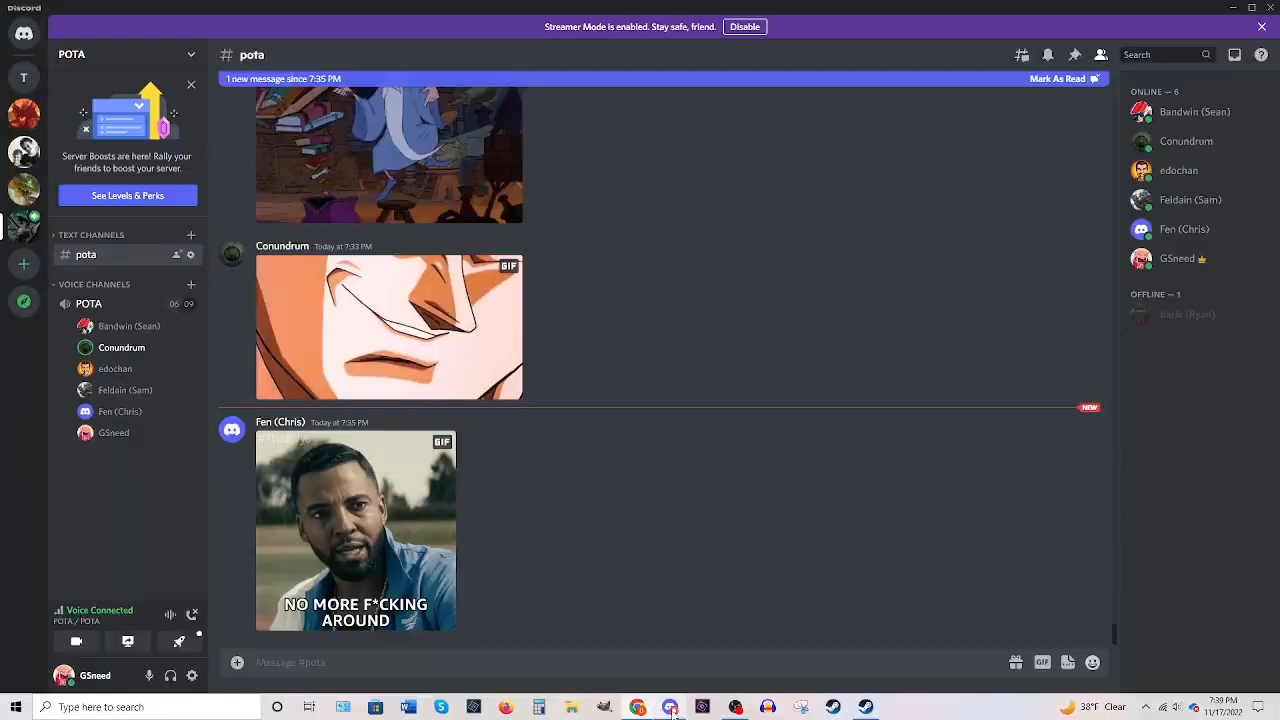 Discord
Streamer Mode is enabled. Stay safe, friend.
Disable
POTA
pota
Search
1 new message since 7:35 PM
Mark As Read
T
Server Boosts are here! Rally your
friends to boost your server.
See Levels & Perks
TEXT CHANNELS
# pota
VOICE CHANNELS
POTA
06 09
Bandwin (Sean)
Conundrum
edochan
Feldain (Sam)
Fen (Chris)
GSneed
Voice Connected
POTA / POTA
GSneed
Conundrum Today at 7:33 PM
GIF
NEW
Fen (Chris) Today at 7:35 PM
GIF
NO MORE F*CKING
AROUND
Message #pota
GIF
ONLINE — 6
Bandwin (Sean)
Conundrum
edochan
Feldain (Sam)
Fen (Chris)
GSneed
OFFLINE — 1
Barik (Ryan)
Type here to search
38°F Clear
7:39 PM
11/17/2022